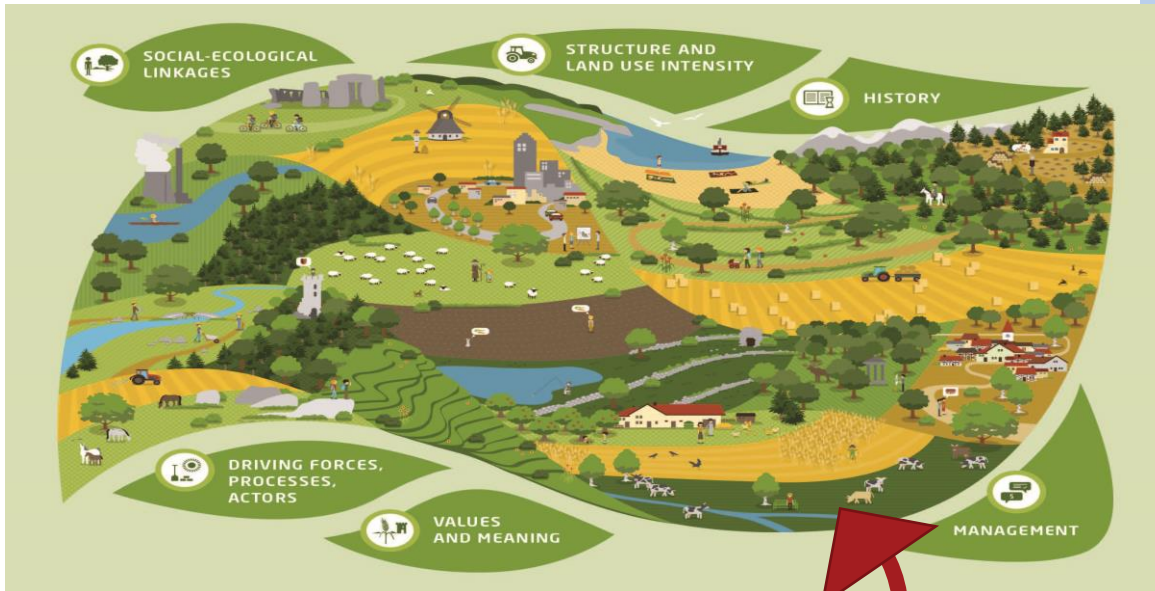 SOCIAL-ECOLOGICAL
LINKAGES
STRUCTURE AND
LAND USE INTENSITY
HISTORY
DRIVING FORCES,
PROCESSES,
ACTORS
VALUES
AND MEANING
MANAGEMENT